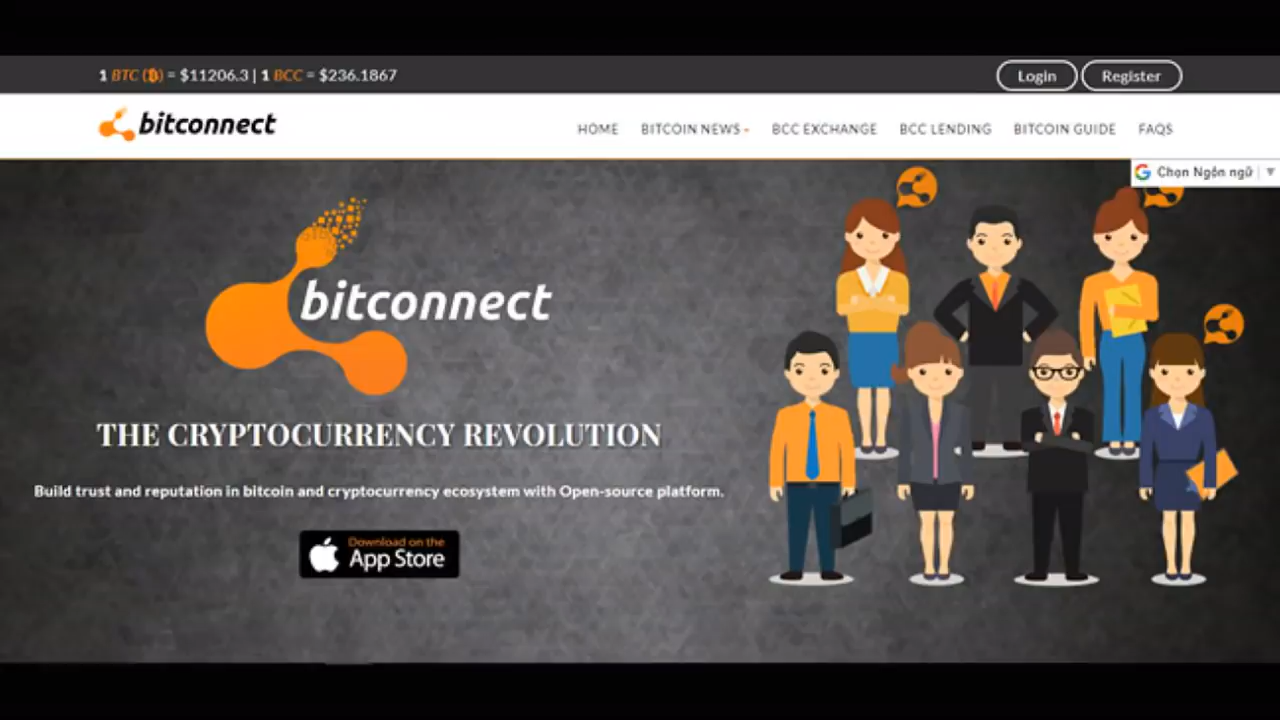 1 BTC (₿) = $11206.3 | 1 BCC = $236.1867
Login
Register
bitconnect
HOME
BITCOIN NEWS
BCC EXCHANGE
BCC LENDING
BITCOIN GUIDE
FAQS
Chọn Ngôn ngữ
bitconnect
THE CRYPTOCURRENCY REVOLUTION
Build trust and reputation in bitcoin and cryptocurrency ecosystem with Open-source platform.
Download on the
App Store